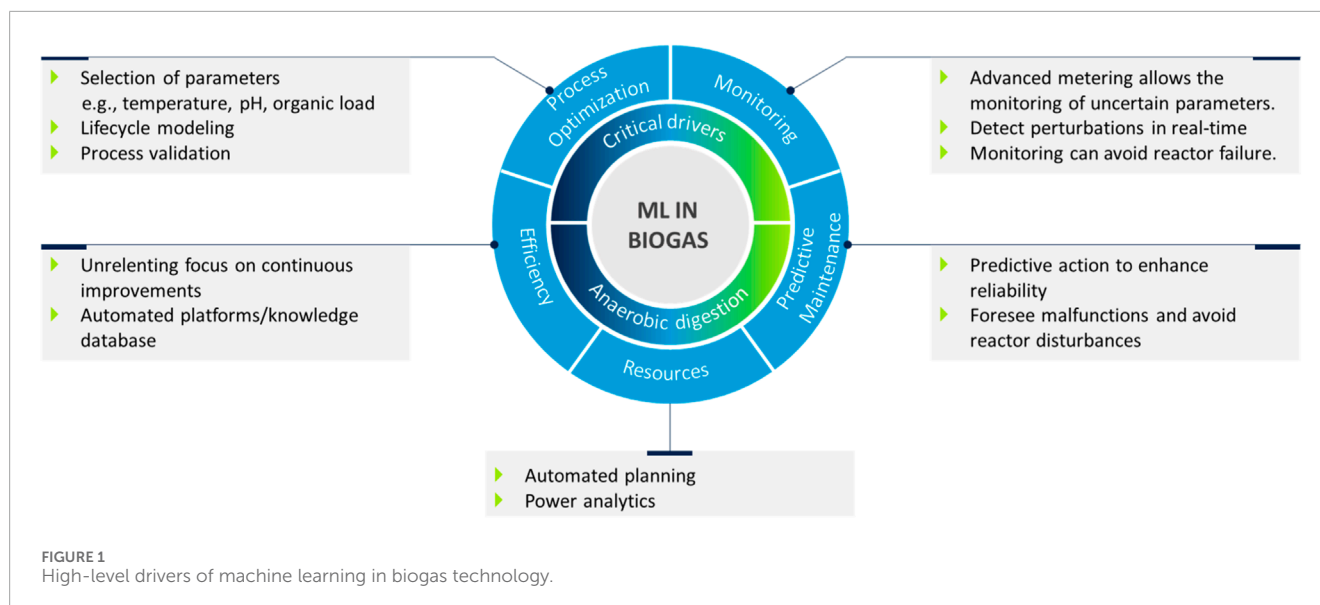 Selection of parameters
e.g., temperature, pH, organic load
Lifecycle modeling
Process validation
Unrelenting focus on continuous
improvements
Automated platforms/knowledge
database
Process
Optimization
Monitoring
Critical drivers
ML IN
BIOGAS
Efficiency
Predictive
Maintenance
Anaerobic digestion
Resources
Advanced metering allows the
monitoring of uncertain parameters.
Detect perturbations in real-time
Monitoring can avoid reactor failure.
Predictive action to enhance
reliability
Foresee malfunctions and avoid
reactor disturbances
Automated planning
Power analytics
FIGURE 1
High-level drivers of machine learning in biogas technology.